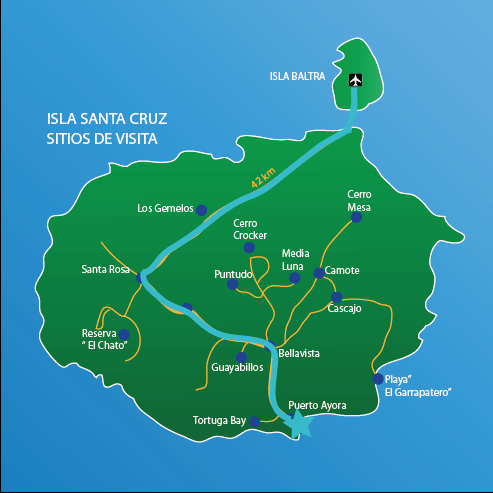 ISLA BALTRA
ISLA SANTA CRUZ
SITIOS DE VISITA
42 km
Los Gemelos
Cerro
Mesa
Cerro
Crocker
Media
Luna
Santa Rosa
Puntudo
Camote
Cascajo
Reserva
“ El Chato”
Bellavista
Guayabillos
Playa”
El Garrapatero”
Puerto Ayora
Tortuga Bay